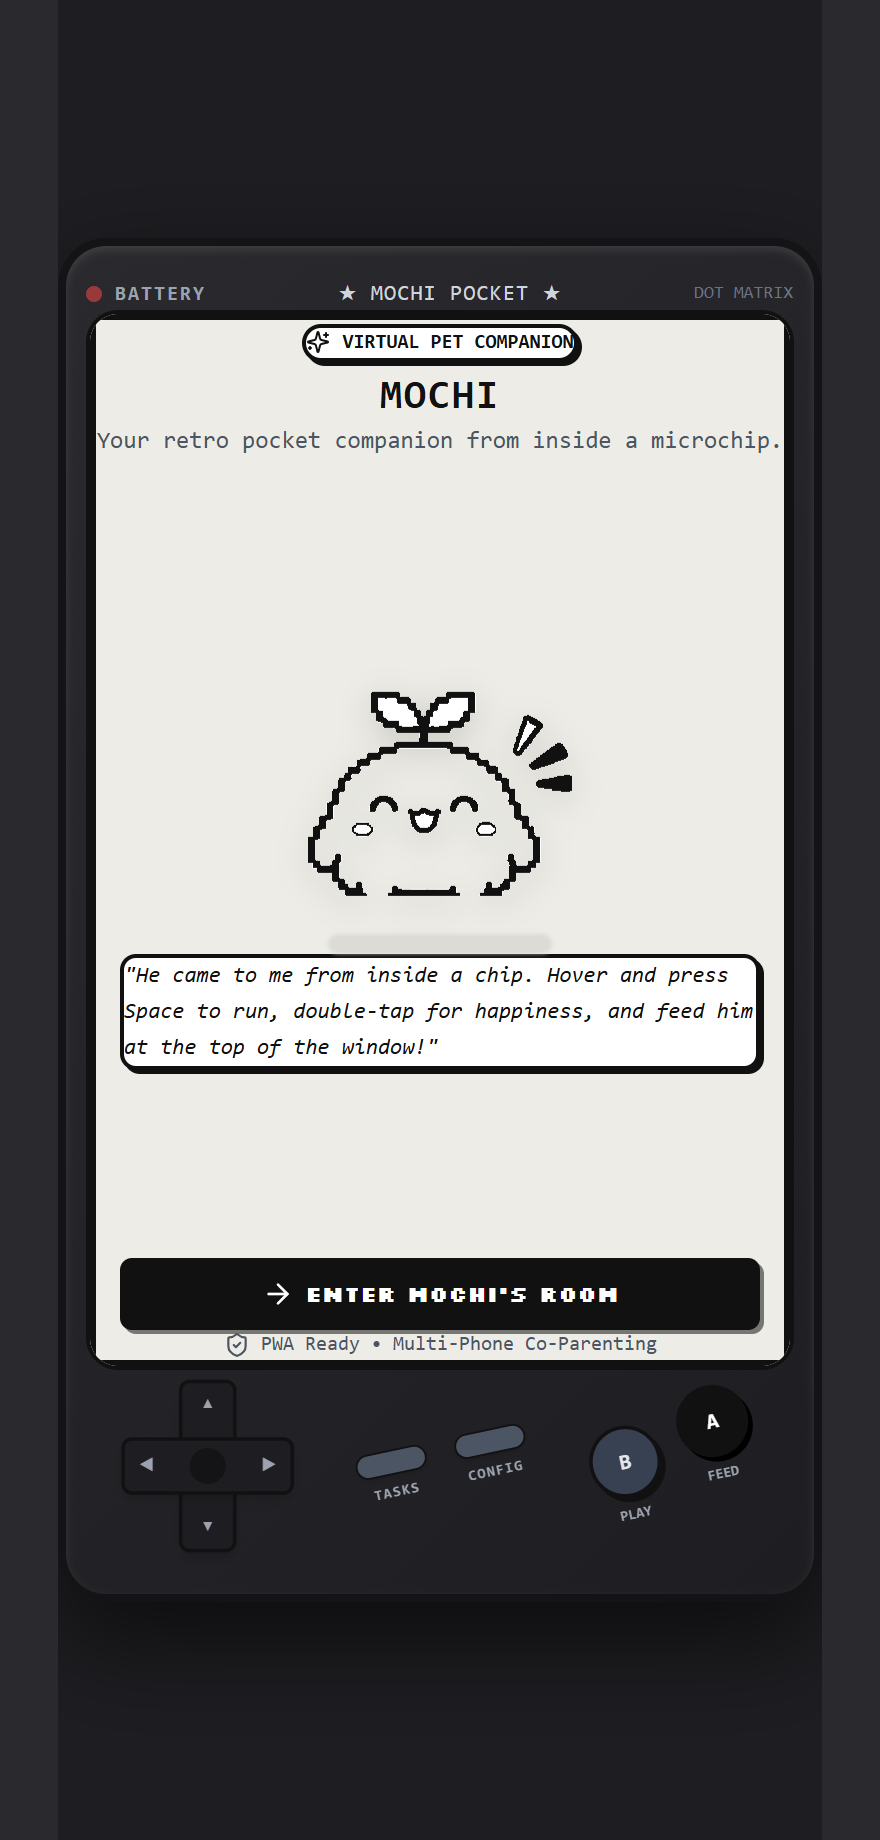 BATTERY
★ MOCHI POCKET ★
DOT MATRIX
VIRTUAL PET COMPANION
MOCHI
Your retro pocket companion from inside a microchip.
"He came to me from inside a chip. Hover and press
Space to run, double-tap for happiness, and feed him
at the top of the window!"
ENTER MOCHI'S ROOM
PWA Ready • Multi-Phone Co-Parenting
TASKS
CONFIG
B
PLAY
A
FEED